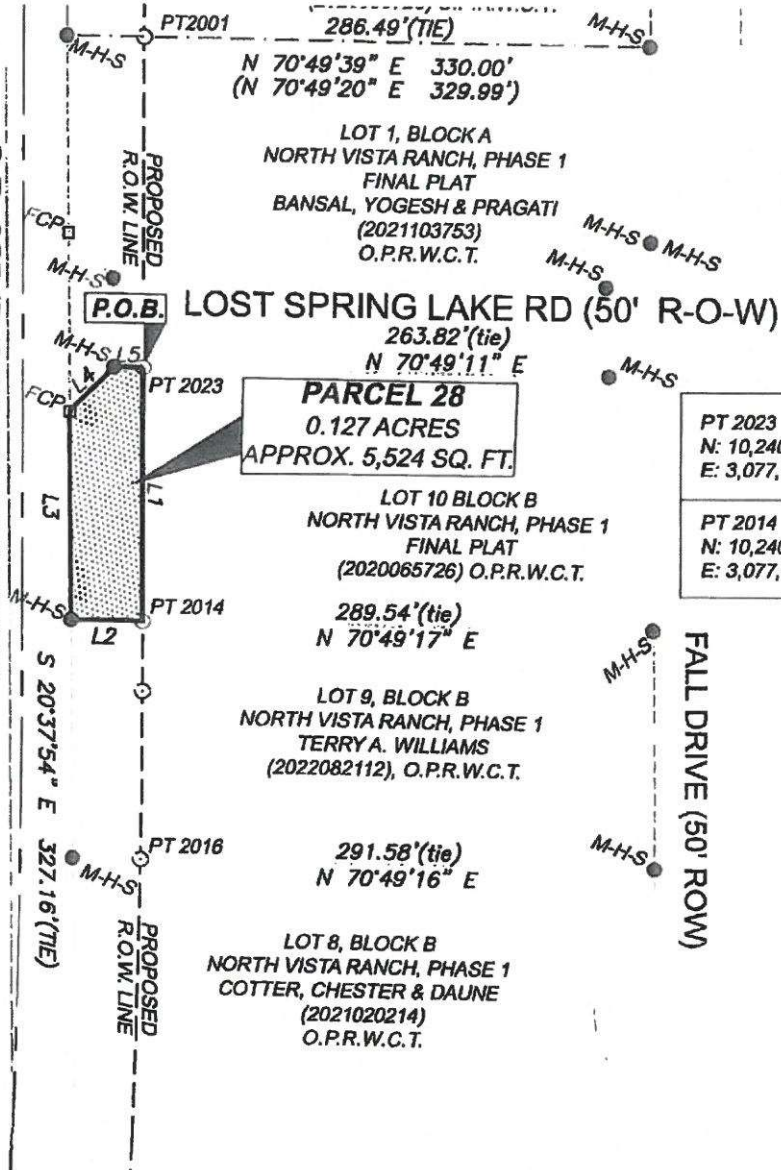 PT2001
286.49'(TIE)
M-H-S
M-H-S
N 70°49'39" E 330.00'
(N 70°49'20" E 329.99')
LOT 1, BLOCK A
NORTH VISTA RANCH, PHASE 1
FINAL PLAT
BANSAL, YOGESH & PRAGATI
(2021103753)
O.P.R.W.C.T.
PROPOSED
R.O.W. LINE
FCP
M-H-S
M-H-S
M-H-S
M-H-S
P.O.B.
LOST SPRING LAKE RD (50' R-O-W)
263.82'(tie)
N 70°49'11" E
M-H-S
L5
M-H-S
L4
FCP
PT 2023
PARCEL 28
0.127 ACRES
APPROX. 5,524 SQ. FT.
L1
L3
PT 2023
N: 10,240
E: 3,077,
PT 2014
N: 10,240
E: 3,077,
LOT 10 BLOCK B
NORTH VISTA RANCH, PHASE 1
FINAL PLAT
(2020065726) O.P.R.W.C.T.
M-H-S
PT 2014
L2
289.54'(tie)
N 70°49'17" E
M-H-S
S 20°37'54" E 327.16'(TIE)
FALL DRIVE (50' ROW)
LOT 9, BLOCK B
NORTH VISTA RANCH, PHASE 1
TERRY A. WILLIAMS
(2022082112), O.P.R.W.C.T.
PT 2016
M-H-S
291.58'(tie)
N 70°49'16" E
M-H-S
PROPOSED
R.O.W. LINE
LOT 8, BLOCK B
NORTH VISTA RANCH, PHASE 1
COTTER, CHESTER & DAUNE
(2021020214)
O.P.R.W.C.T.